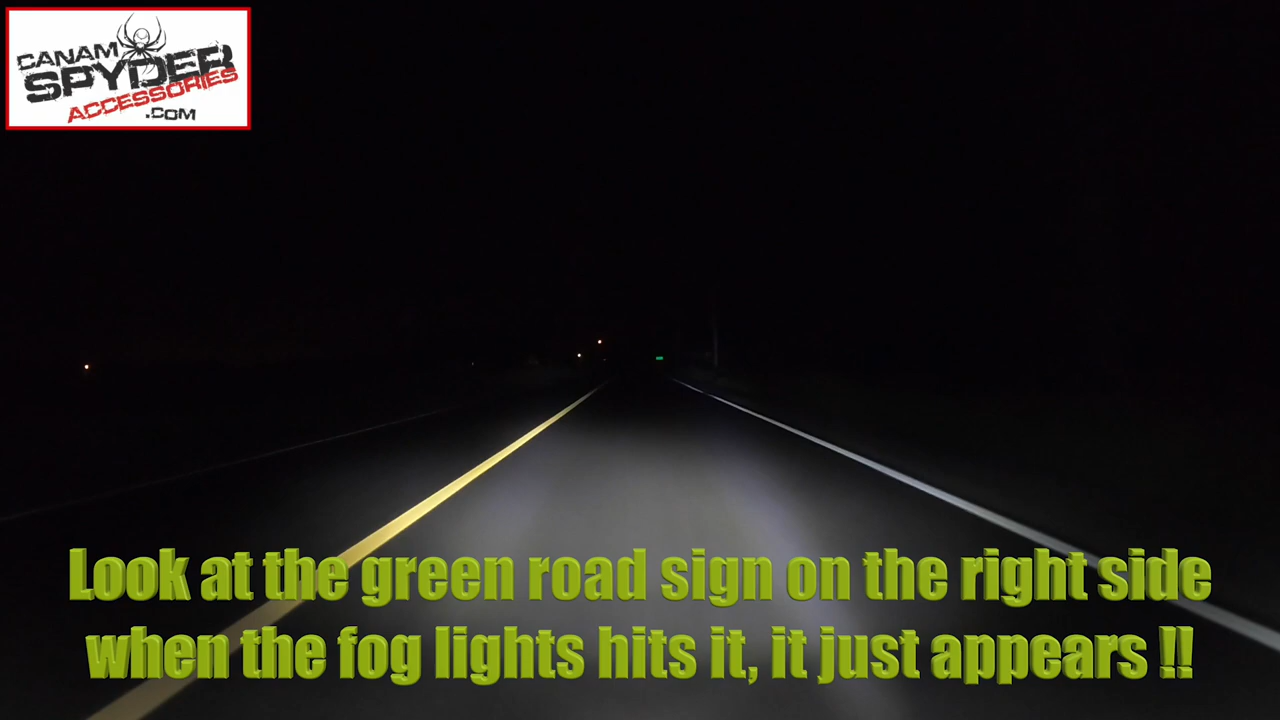 CANAM
SPYDER
ACCESSORIES
.COM
Look at the green road sign on the right side
when the fog lights hits it, it just appears !!